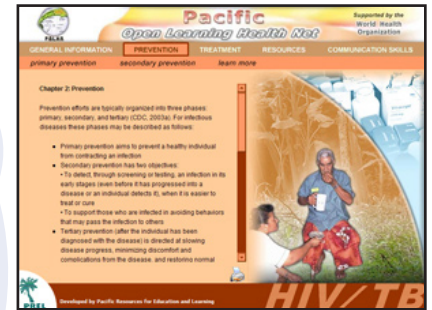 Pacific
Open Learning Health Net
Supported by the
World Health
Organization
GENERAL INFORMATION PREVENTION TREATMENT RESOURCES COMMUNICATION SKILLS
primary prevention secondary prevention learn more
Chapter 2: Prevention
Prevention efforts are typically organized into three phases:
primary, secondary, and tertiary (CDC, 2003a). For infectious
diseases these phases may be described as follows:
Primary prevention aims to prevent a healthy individual
from contracting an infection
Secondary prevention has two objectives:
• To detect, through screening or testing, an infection in its
early stages (even before it has progressed into a
disease or an individual detects it), when it is easier to
treat or cure
• To support those who are infected in avoiding behaviors
that may pass the infection to others
Tertiary prevention (after the individual has been
diagnosed with the disease) is directed at slowing
disease progress, minimizing discomfort and
complications from the disease, and restoring normal
PREL
Developed by Pacific Resources for Education and Learning
HIV/TB